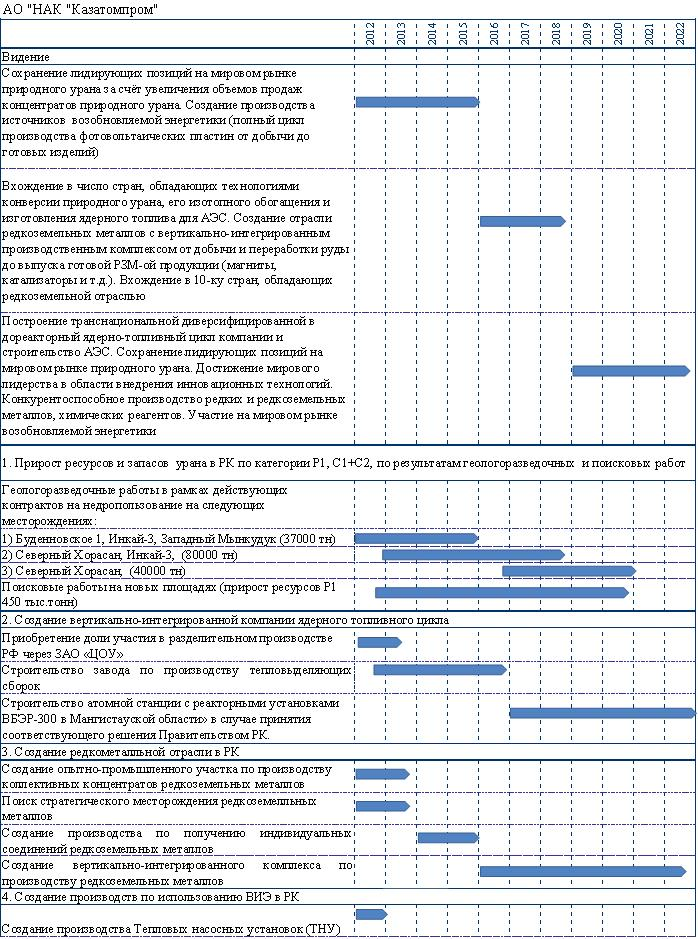 АО "НАК "Казатомпром"
2012 2013 2014 2015 2016 2017 2018 2019 2020 2021 2022
Видение
Сохранение лидирующих позиций на мировом рынке
природного урана за счёт увеличения объемов продаж
концентратов природного урана. Создание производства
источников возобновляемой энергетики (полный цикл
производства фотовольтаических пластин от добычи до
готовых изделий)
Вхождение в число стран, обладающих технологиями
конверсии природного урана, его изотопного обогащения и
изготовления ядерного топлива для АЭС. Создание отрасли
редкоземельных металлов с вертикально-интегрированным
производственным комплексом от добычи и переработки руды
до выпуска готовой РЗМ-ой продукции (магниты,
катализаторы и т.д.). Вхождение в 10-ку стран, обладающих
редкоземельной отраслью
Построение транснациональной диверсифицированной в
дореакторный ядерно-топливный цикл компании и
строительство АЭС. Сохранение лидирующих позиций на
мировом рынке природного урана. Достижение мирового
лидерства в области внедрения инновационных технологий.
Конкурентоспособное производство редких и редкоземельных
металлов, химических реагентов. Участие на мировом рынке
возобновляемой энергетики
1. Прирост ресурсов и запасов урана в РК по категории Р1, С1+С2, по результатам геологоразведочных и поисковых работ
Геологоразведочные работы в рамках действующих
контрактов на недропользование на следующих
месторождениях:
1) Буденновское 1, Инкай-3, Западный Мынкудук (37000 тн)
2) Северный Хорасан, Инкай-3, (80000 тн)
3) Северный Хорасан, (40000 тн)
Поисковые работы на новых площадях (прирост ресурсов Р1
450 тыс.тонн)
2. Создание вертикально-интегрированной компании ядерного топливного цикла
Приобретение доли участия в разделительном производстве
РФ через ЗАО «ЦОУ»
Строительство завода по производству тепловыделяющих
сборок
Строительство атомной станции с реакторными установками
ВБЭР-300 в Мангистауской области» в случае принятия
соответствующего решения Правительством РК.
3. Создание редкометалльной отрасли в РК
Создание опытно-промышленного участка по производству
коллективных концентратов редкоземельных металлов
Поиск стратегического месторождения редкоземелльных
металлов
Создание производства по получению индивидуальных
соединений редкоземельных металлов
Создание вертикально-интегрированного комплекса по
производству редкоземельных металлов
4. Создание производств по использованию ВИЭ в РК
Создание производства Тепловых насосных установок (ТНУ)